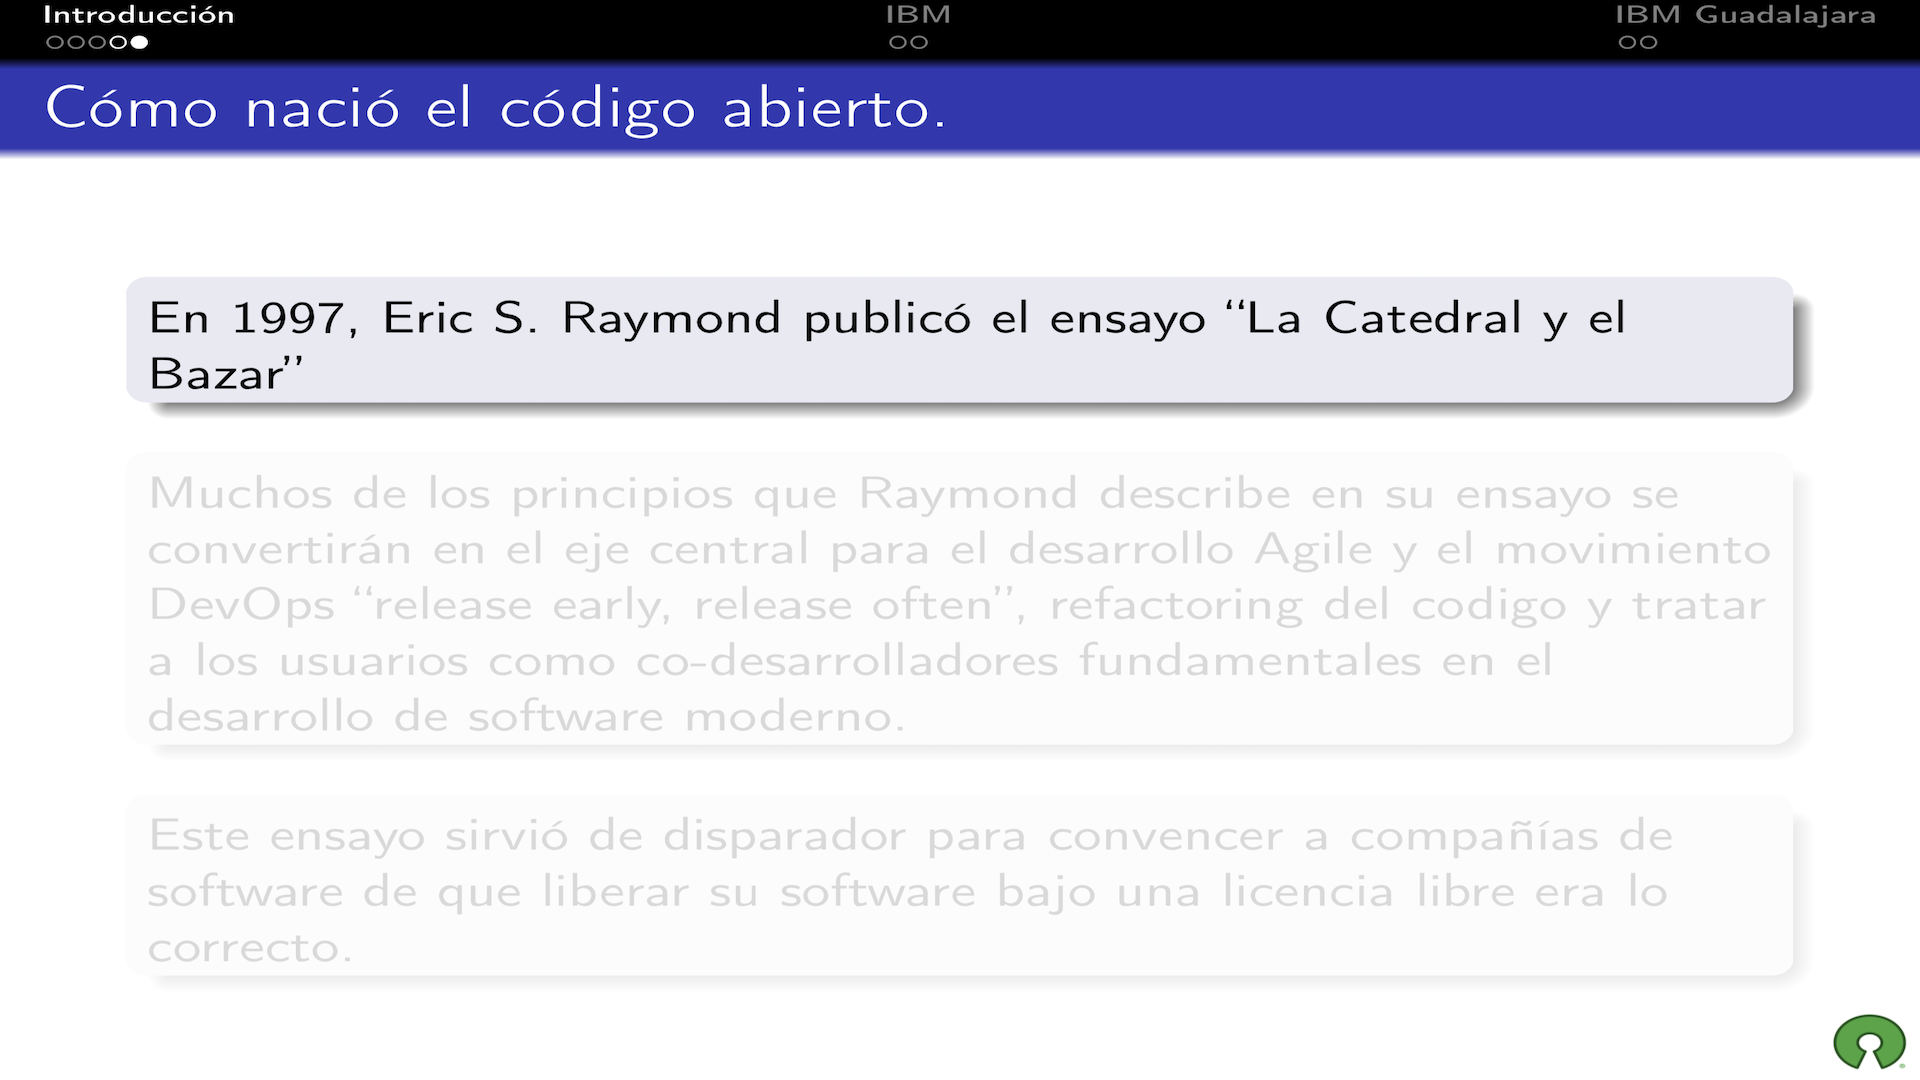 Introducción
IBM
IBM Guadalajara
Cómo nació el código abierto.
En 1997, Eric S. Raymond publicó el ensayo “La Catedral y el
Bazar”
Muchos de los principios que Raymond describe en su ensayo se
convertirán en el eje central para el desarrollo Agile y el movimiento
DevOps “release early, release often”, refactoring del codigo y tratar
a los usuarios como co-desarrolladores fundamentales en el
desarrollo de software moderno.
Este ensayo sirvió de disparador para convencer a compañías de
software de que liberar su software bajo una licencia libre era lo
correcto.